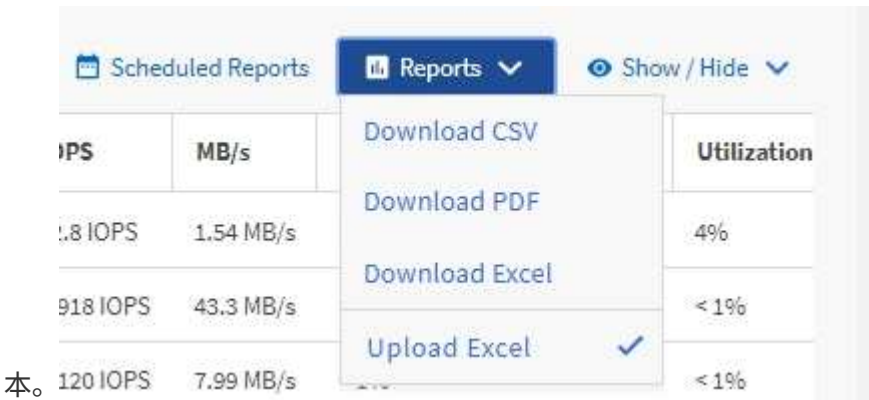 Scheduled Reports Reports Show / Hide
MB/s Utilization
.8 IOPS 1.54 MB/s 4%
Download CSV
Download PDF
Download Excel
Upload Excel
918 IOPS 43.3 MB/s < 1%
本。 120 IOPS 7.99 MB/s < 1%